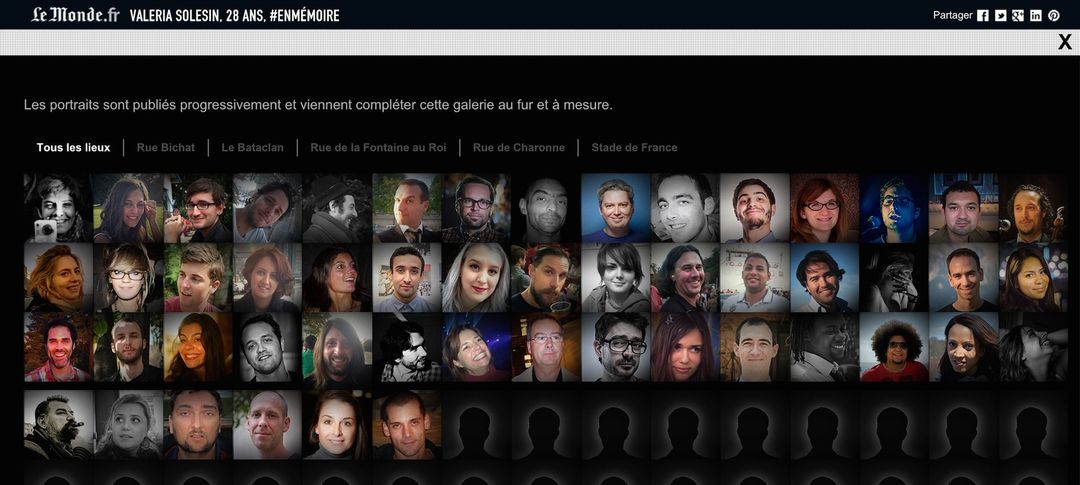 Le Monde.fr VALERIA SOLESIN, 28 ANS, #ENMÉMOIRE Partager
X
Les portraits sont publiés progressivement et viennent compléter cette galerie au fur et à mesure.
Tous les lieux Rue Bichat Le Bataclan Rue de la Fontaine au Roi Rue de Charonne Stade de France